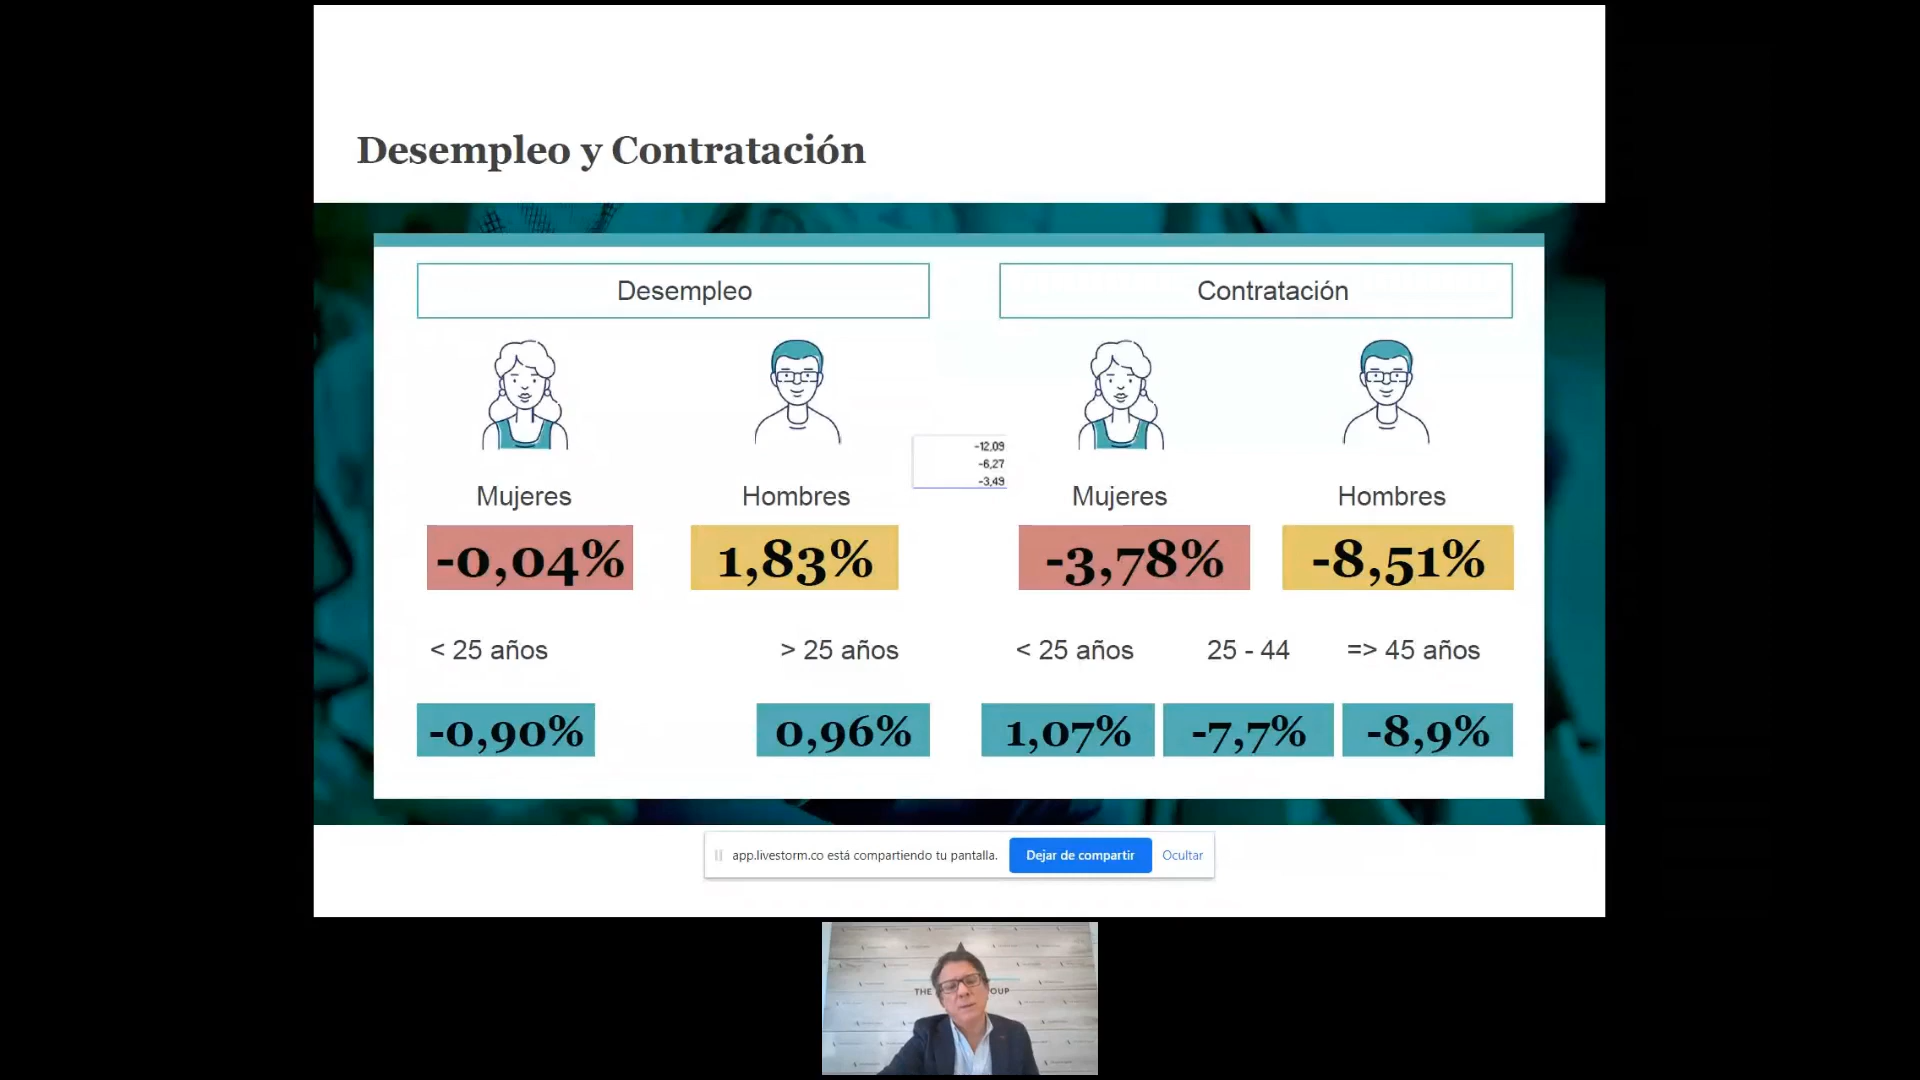 Desempleo y Contratación
Desempleo
Contratación
-12,09
-6,27
-3,49
Mujeres
Hombres
Mujeres
Hombres
-0,04%
1,83%
-3,78%
-8,51%
< 25 años
> 25 años
< 25 años
25 - 44
=> 45 años
-0,90%
0,96%
1,07%
-7,7%
-8,9%
app.livestorm.co está compartiendo tu pantalla.
Dejar de compartir
Ocultar
THE
OUP